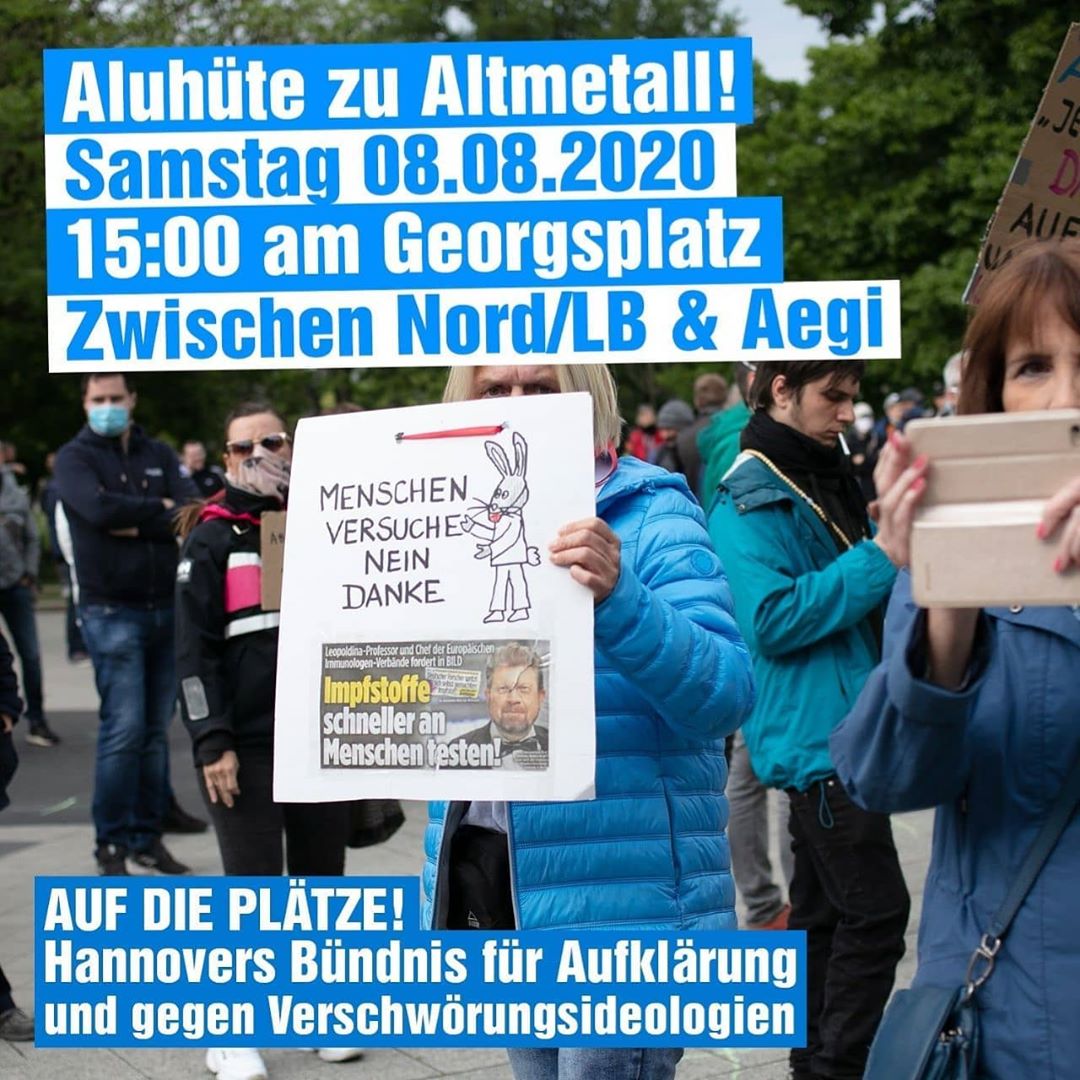 Aluhüte zu Altmetall!
Samstag 08.08.2020
15:00 am Georgsplatz
Zwischen Nord/LB & Aegi
AUF
MENSCHEN
VERSUCHE
NEIN
DANKE
Leopoldina-Professor und Chef der Europäischen
Immunologen-Verbände fordert in BILD
Impfstoffe
schneller an
Menschen testen!
AUF DIE PLÄTZE!
Hannovers Bündnis für Aufklärung
und gegen Verschwörungsideologien